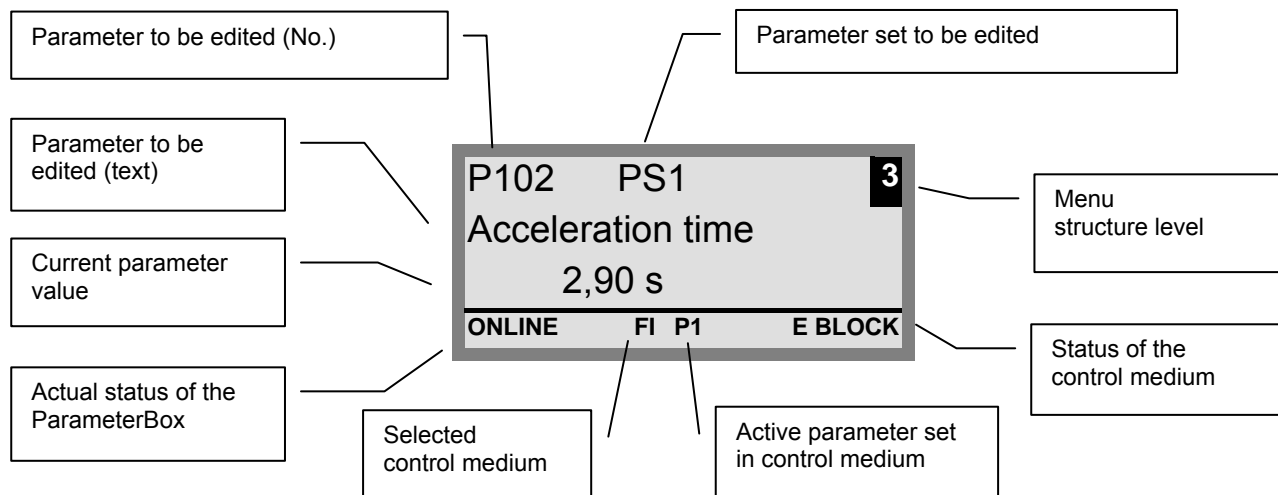 Parameter to be edited (No.)
Parameter set to be edited
Parameter to be
edited (text)
P102 PS1 3
Acceleration time
2,90 s
ONLINE FI P1 E BLOCK
Menu
structure level
Current parameter
value
Status of the
control medium
Actual status of the
ParameterBox
Selected
control medium
Active parameter set
in control medium